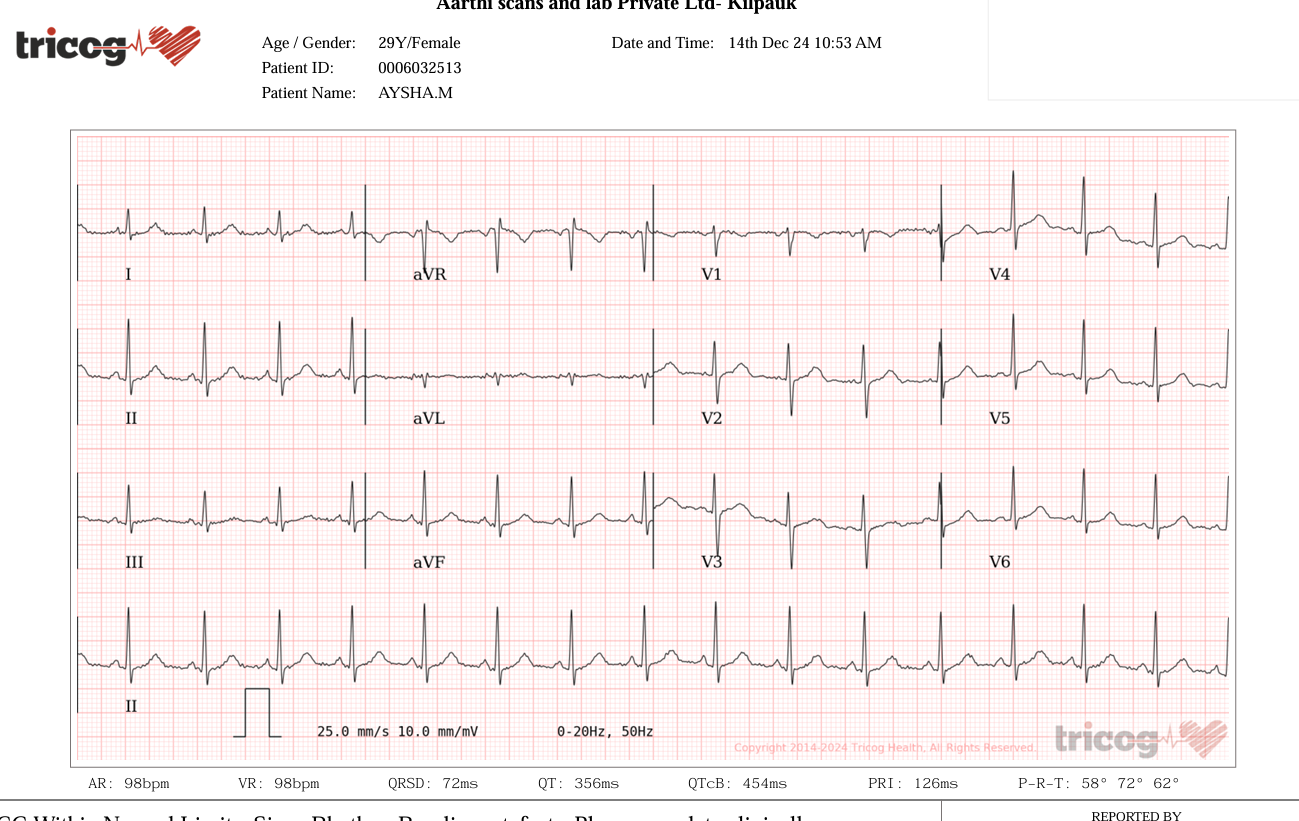 Aarthi scans and lab Private Ltd- Kilpauk
tricog
Age / Gender: 29Y/Female Date and Time: 14th Dec 24 10:53 AM
Patient ID: 0006032513
Patient Name: AYSHA.M
I aVR V1 V4
II aVL V2 V5
III aVF V3 V6
II
25.0 mm/s 10.0 mm/mV 0-20Hz, 50Hz
Copyright 2014-2024 Tricog Health, All Rights Reserved.
tricog
AR: 98bpm VR: 98bpm QRSD: 72ms QT: 356ms QTcB: 454ms PRI: 126ms P-R-T: 58° 72° 62°
REPORTED BY